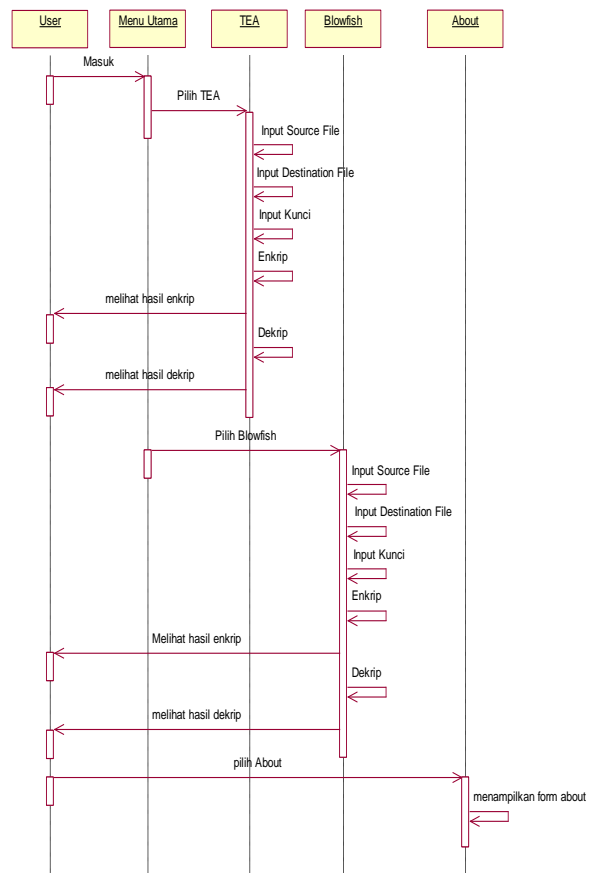 User
Menu Utama
TEA
Blowfish
About
Masuk
Pilih TEA
Input Source File
Input Destination File
Input Kunci
Enkrip
melihat hasil enkrip
Dekrip
melihat hasil dekrip
Pilih Blowfish
Input Source File
Input Destination File
Input Kunci
Enkrip
Melihat hasil enkrip
Dekrip
melihat hasil dekrip
pilih About
menampilkan form about